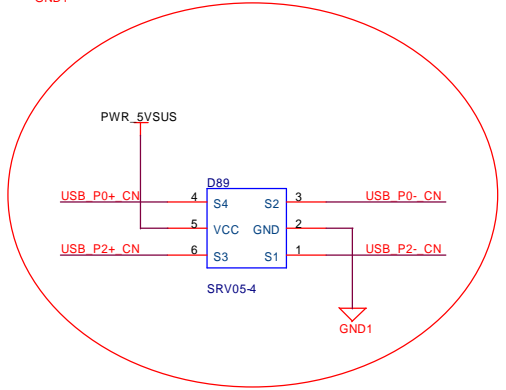 PWR_5VSUS
D89
USB_P0+_CN 4 S4 S2 3 USB_P0-_CN
5 VCC GND 2
USB_P2+_CN 6 S3 S1 1 USB_P2-_CN
SRV05-4
GND1